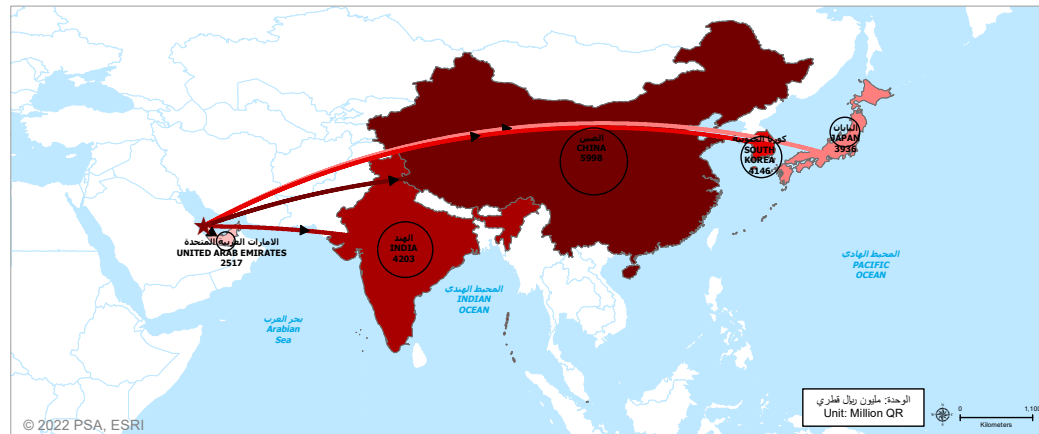 الصين
CHINA
5998
كورية الجنوبية
SOUTH
KOREA
4146
اليابان
JAPAN
3936
الهند
INDIA
4203
الامارات العربية المتحدة
UNITED ARAB EMIRATES
2517
المحيط الهادي
PACIFIC
OCEAN
المحيط الهندي
INDIAN
OCEAN
بحر العرب
Arabian
Sea
الوحدة: مليون ريال قطري
Unit: Million QR
0
1,100
Kilometers
© 2022 PSA, ESRI